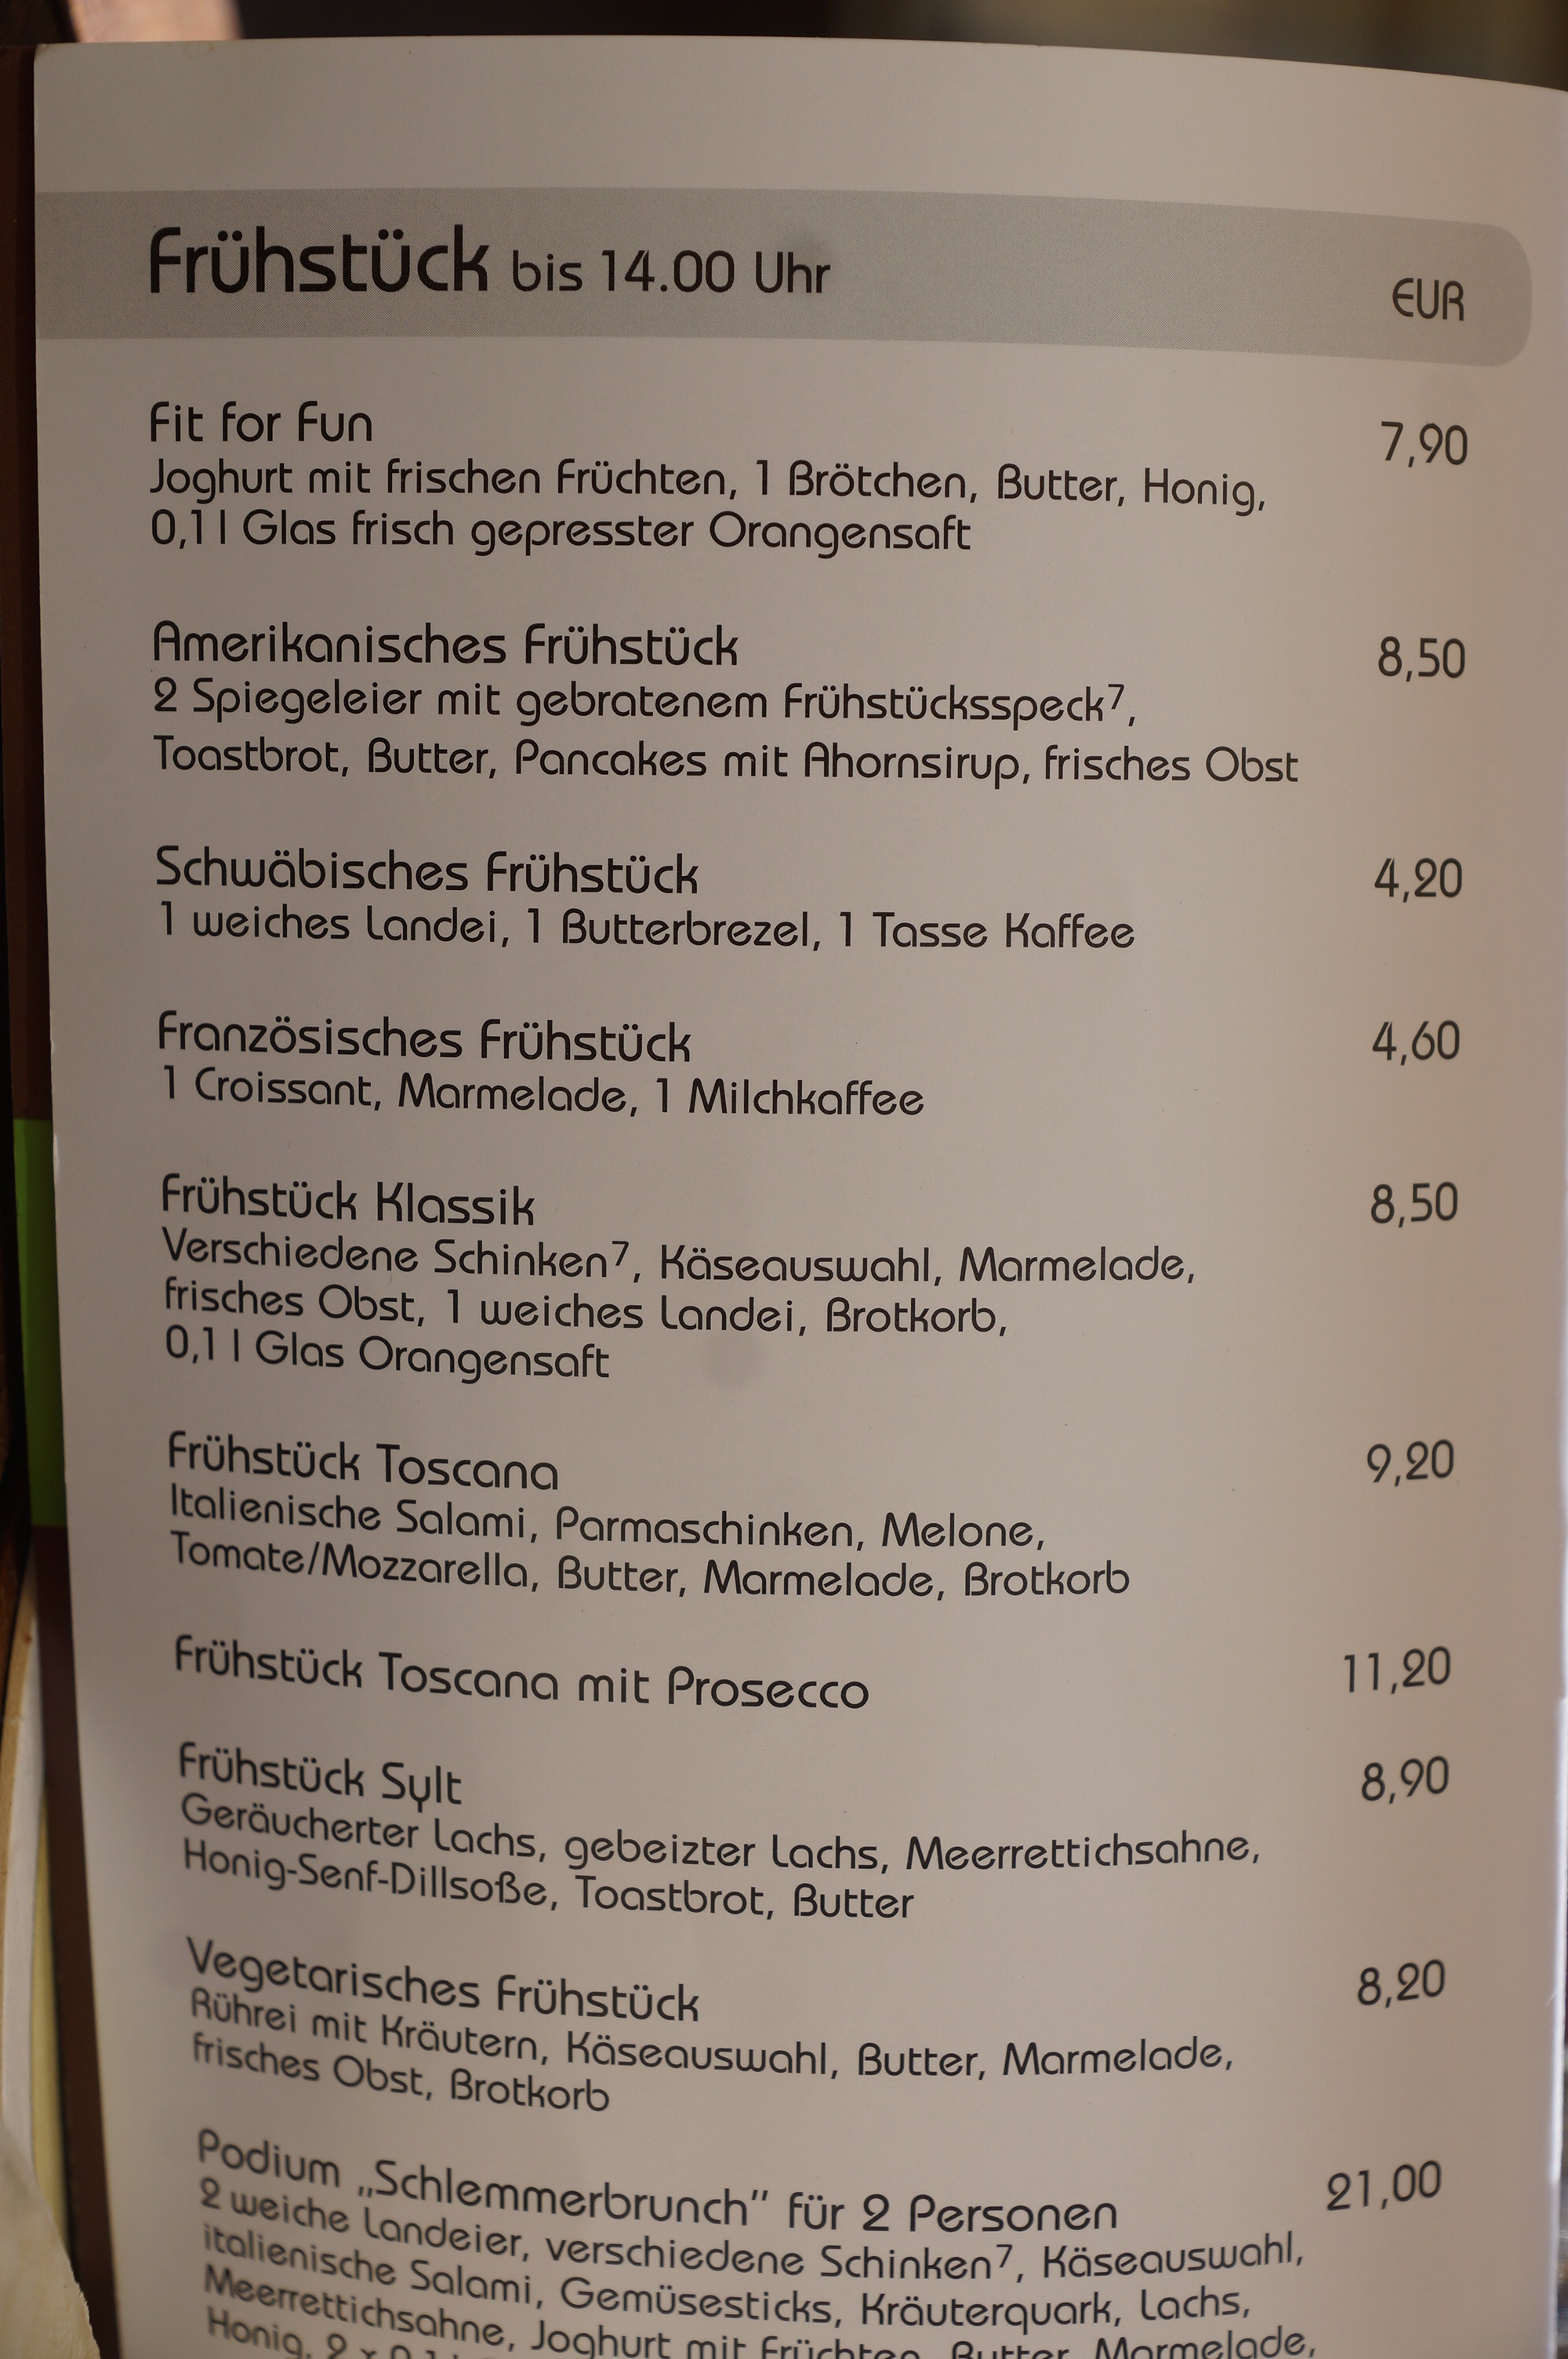 Frühstück bis 14.00 Uhr
EUR
Fit for Fun 7,90
Joghurt mit frischen Früchten, 1 Brötchen, Butter, Honig,
0,1 l Glas frisch gepresster Orangensaft
Amerikanisches Frühstück 8,50
2 Spiegeleier mit gebratenem Frühstücksspeck⁷,
Toastbrot, Butter, Pancakes mit Ahornsirup, frisches Obst
Schwäbisches Frühstück 4,20
1 weiches Landei, 1 Butterbrezel, 1 Tasse Kaffee
Französisches Frühstück 4,60
1 Croissant, Marmelade, 1 Milchkaffee
Frühstück Klassik 8,50
Verschiedene Schinken⁷, Käseauswahl, Marmelade,
frisches Obst, 1 weiches Landei, Brotkorb,
0,1 l Glas Orangensaft
Frühstück Toscana 9,20
Italienische Salami, Parmaschinken, Melone,
Tomate/Mozzarella, Butter, Marmelade, Brotkorb
Frühstück Toscana mit Prosecco 11,20
Frühstück Sylt 8,90
Geräucherter Lachs, gebeizter Lachs, Meerrettichsahne,
Honig-Senf-Dillsoße, Toastbrot, Butter
Vegetarisches Frühstück 8,20
Rührei mit Kräutern, Käseauswahl, Butter, Marmelade,
frisches Obst, Brotkorb
Podium „Schlemmerbrunch" für 2 Personen 21,00
2 weiche Landeier, verschiedene Schinken⁷, Käseauswahl,
italienische Salami, Gemüsesticks, Kräuterquark, Lachs,
Meerrettichsahne, Joghurt mit Früchten, Butter, Marmelade,
Honig, 2 x